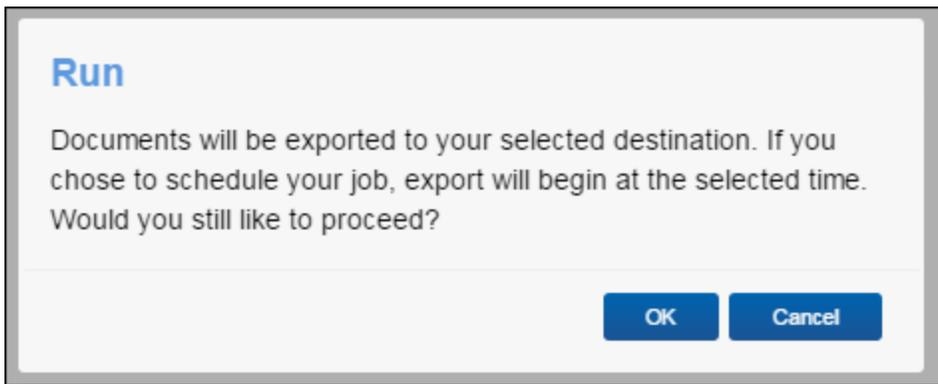 Run
Documents will be exported to your selected destination. If you
chose to schedule your job, export will begin at the selected time.
Would you still like to proceed?
OK Cancel